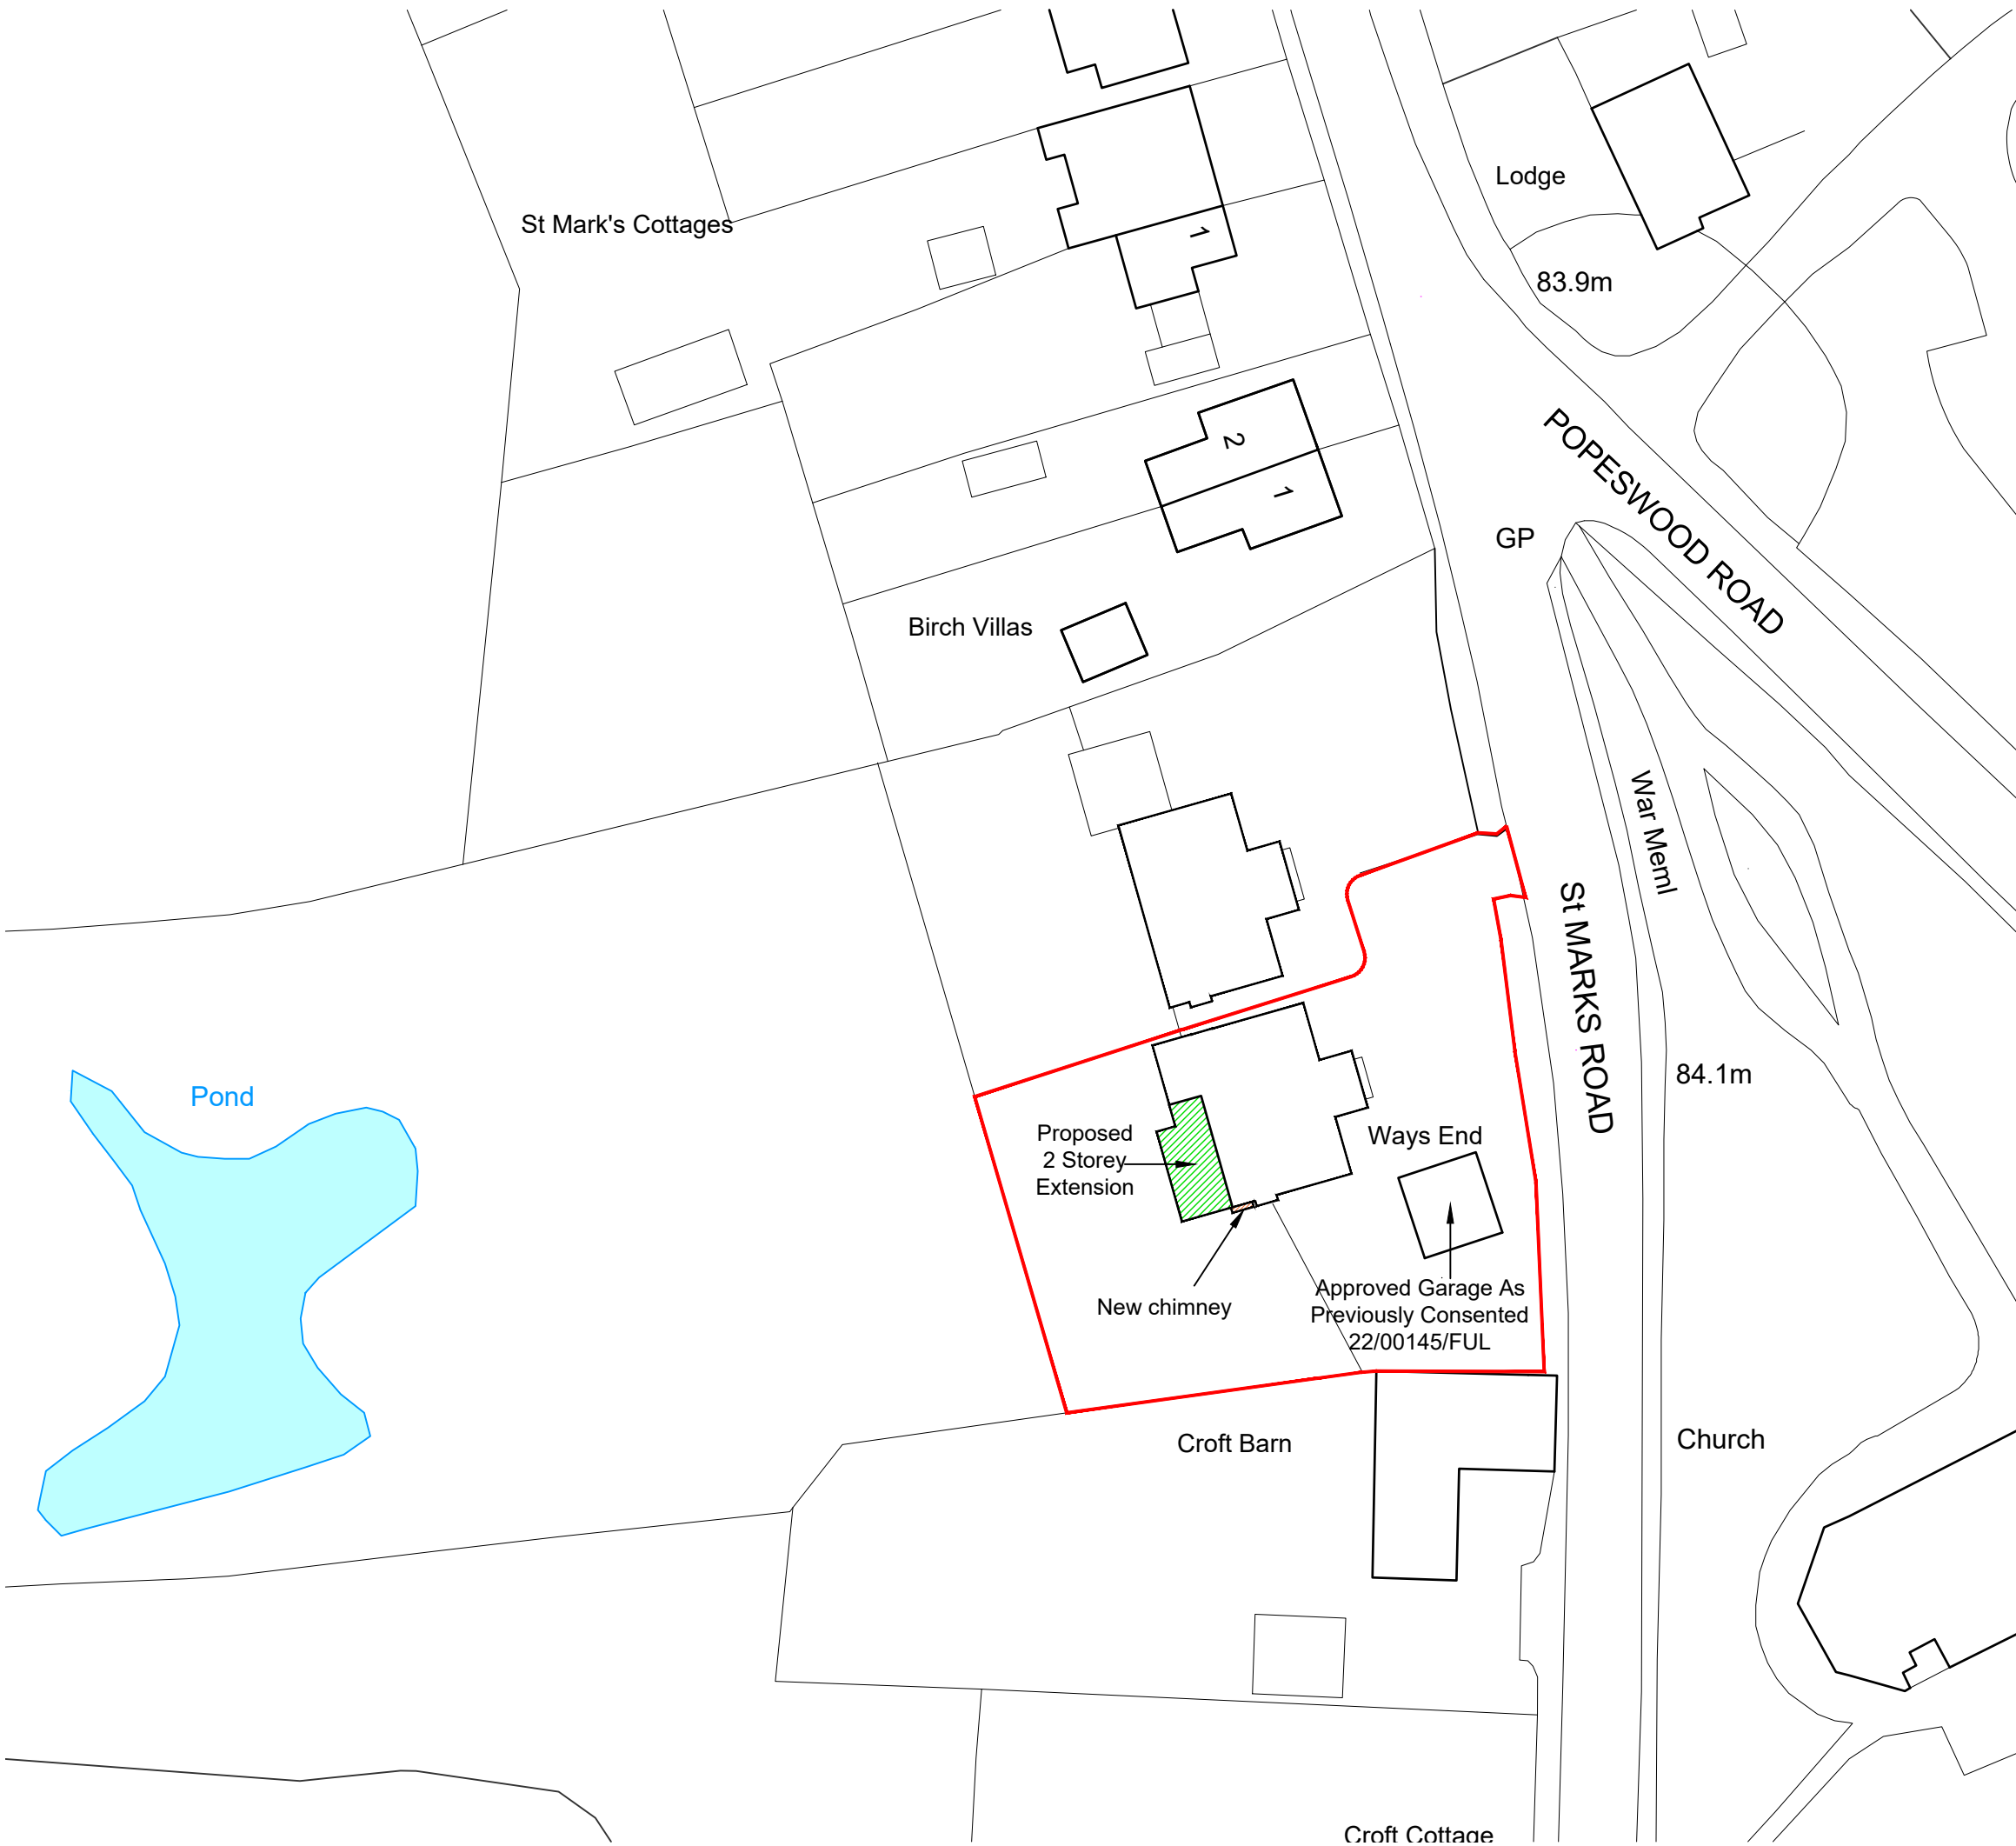 Lodge
St Mark's Cottages
1
83.9m
2
1
POPESWOOD ROAD
GP
Birch Villas
War Meml
St MARKS ROAD
84.1m
Pond
Proposed
2 Storey
Extension
Ways End
New chimney
Approved Garage As
Previously Consented
22/00145/FUL
Croft Barn
Church
Croft Cottage